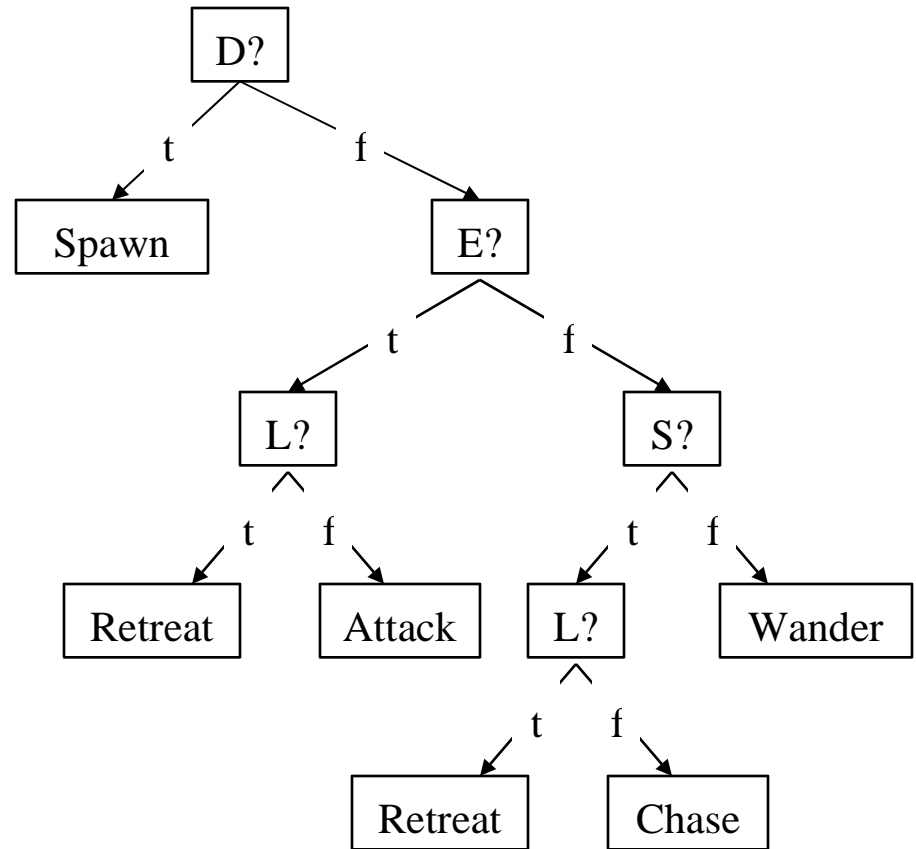 D?
t f
Spawn E?
t f
L? S?
t f t f
Retreat Attack L? Wander
t f
Retreat Chase